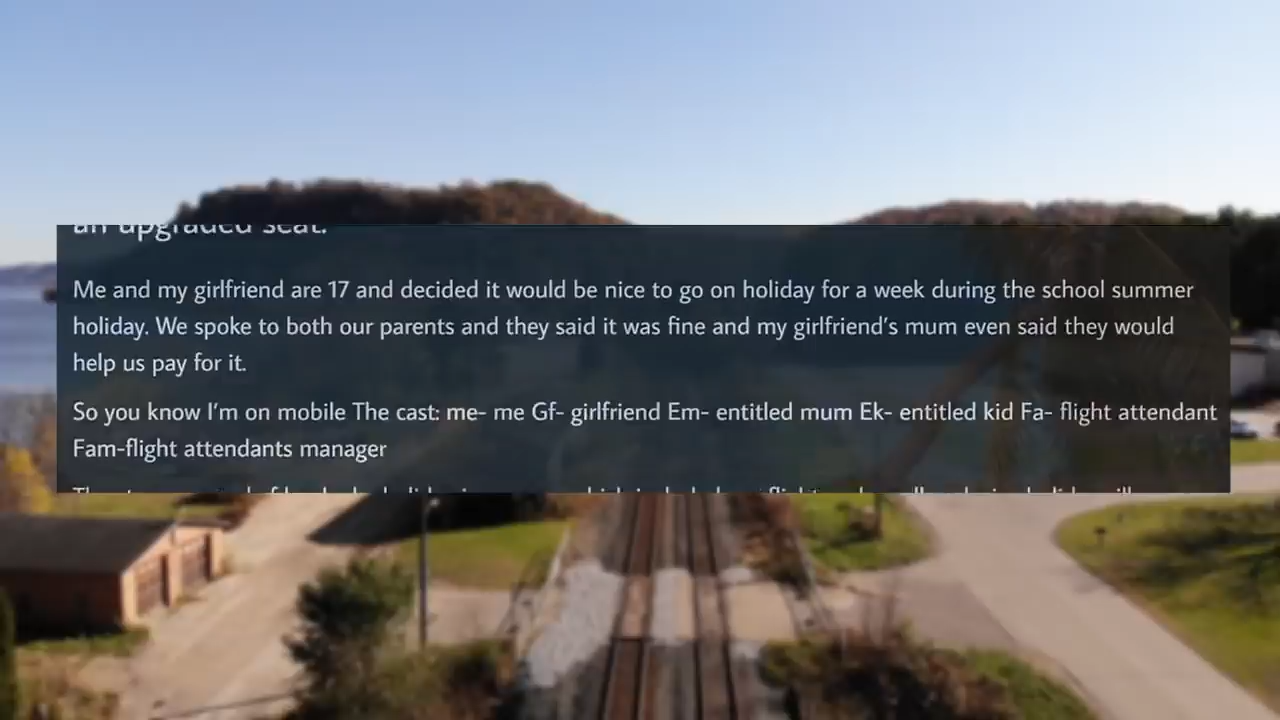 an upgraded seat.
Me and my girlfriend are 17 and decided it would be nice to go on holiday for a week during the school summer
holiday. We spoke to both our parents and they said it was fine and my girlfriend's mum even said they would
help us pay for it.
So you know I'm on mobile The cast: me- me Gf- girlfriend Em- entitled mum Ek- entitled kid Fa- flight attendant
Fam-flight attendants manager